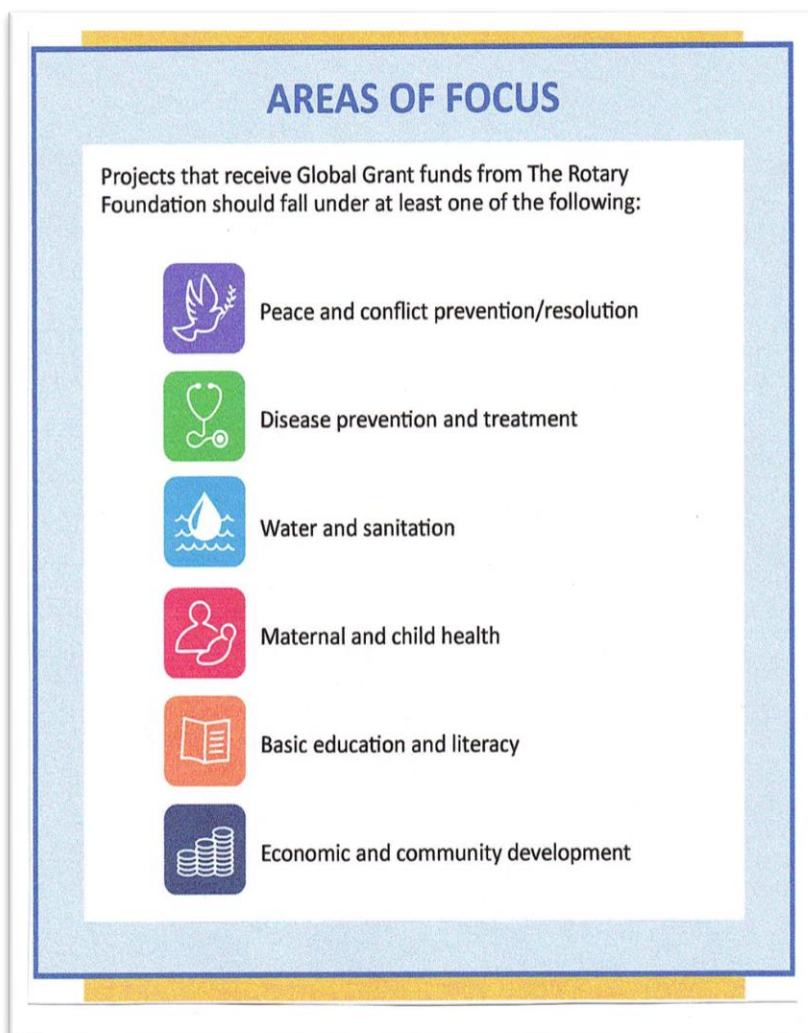 AREAS OF FOCUS
Projects that receive Global Grant funds from The Rotary
Foundation should fall under at least one of the following:
Peace and conflict prevention/resolution
Disease prevention and treatment
Water and sanitation
Maternal and child health
Basic education and literacy
Economic and community development